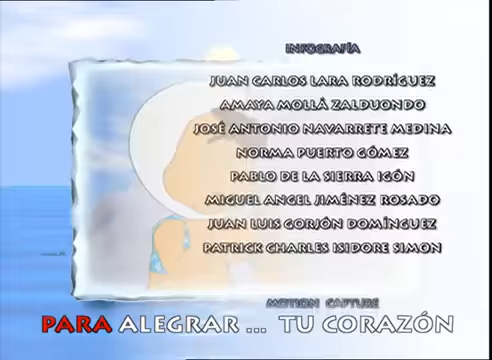 INFOGRAFÍA
JUAN CARLOS LARA RODRÍGUEZ
AMAYA MOLLÁ ZALDUONDO
JOSÉ ANTONIO NAVARRETE MEDINA
NORMA PUERTO GÓMEZ
PABLO DE LA SIERRA IGÓN
MIGUEL ANGEL JIMÉNEZ ROSADO
JUAN LUIS GORJÓN DOMÍNGUEZ
PATRICK CHARLES ISIDORE SIMON
MOTION CAPTURE
PARA ALEGRAR ... TU CORAZÓN